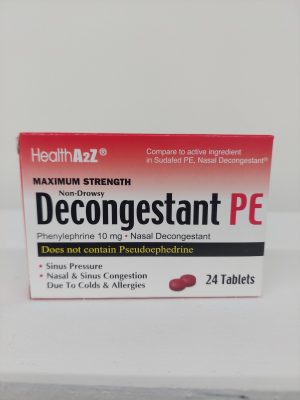 HealthA2Z®
Compare to active ingredient
in Sudafed PE, Nasal Decongestant®
MAXIMUM STRENGTH
Non-Drowsy
Decongestant PE
Phenylephrine 10 mg • Nasal Decongestant
Does not contain Pseudoephedrine
• Sinus Pressure
• Nasal & Sinus Congestion
Due To Colds & Allergies
24 Tablets